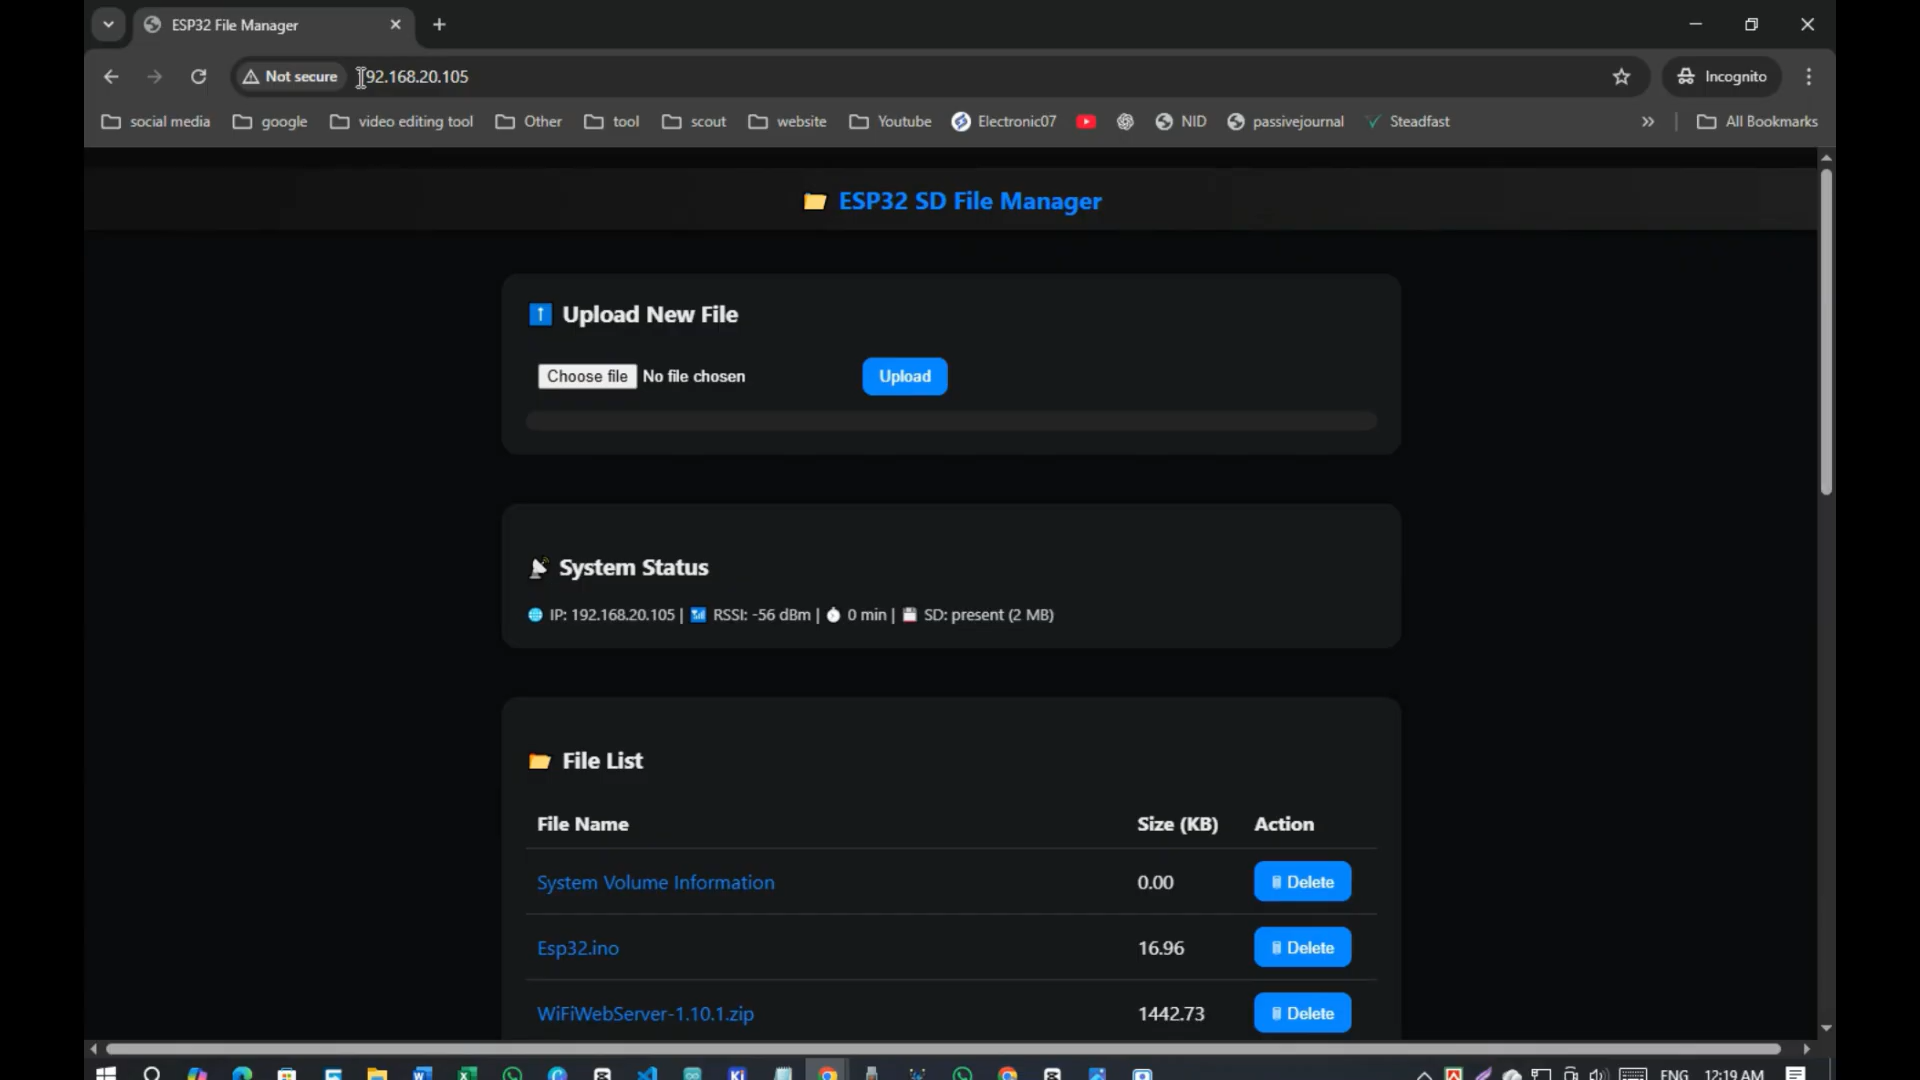 ESP32 File Manager
Not secure 192.168.20.105 Incognito
social media google video editing tool Other tool scout website Youtube Electronic07 NID passivejournal Steadfast » All Bookmarks
ESP32 SD File Manager
Upload New File
Choose file No file chosen Upload
System Status
IP: 192.168.20.105 | RSSI: -56 dBm | 0 min | SD: present (2 MB)
File List
File Name Size (KB) Action
System Volume Information 0.00 Delete
Esp32.ino 16.96 Delete
WiFiWebServer-1.10.1.zip 1442.73 Delete
ENG 12:19 AM